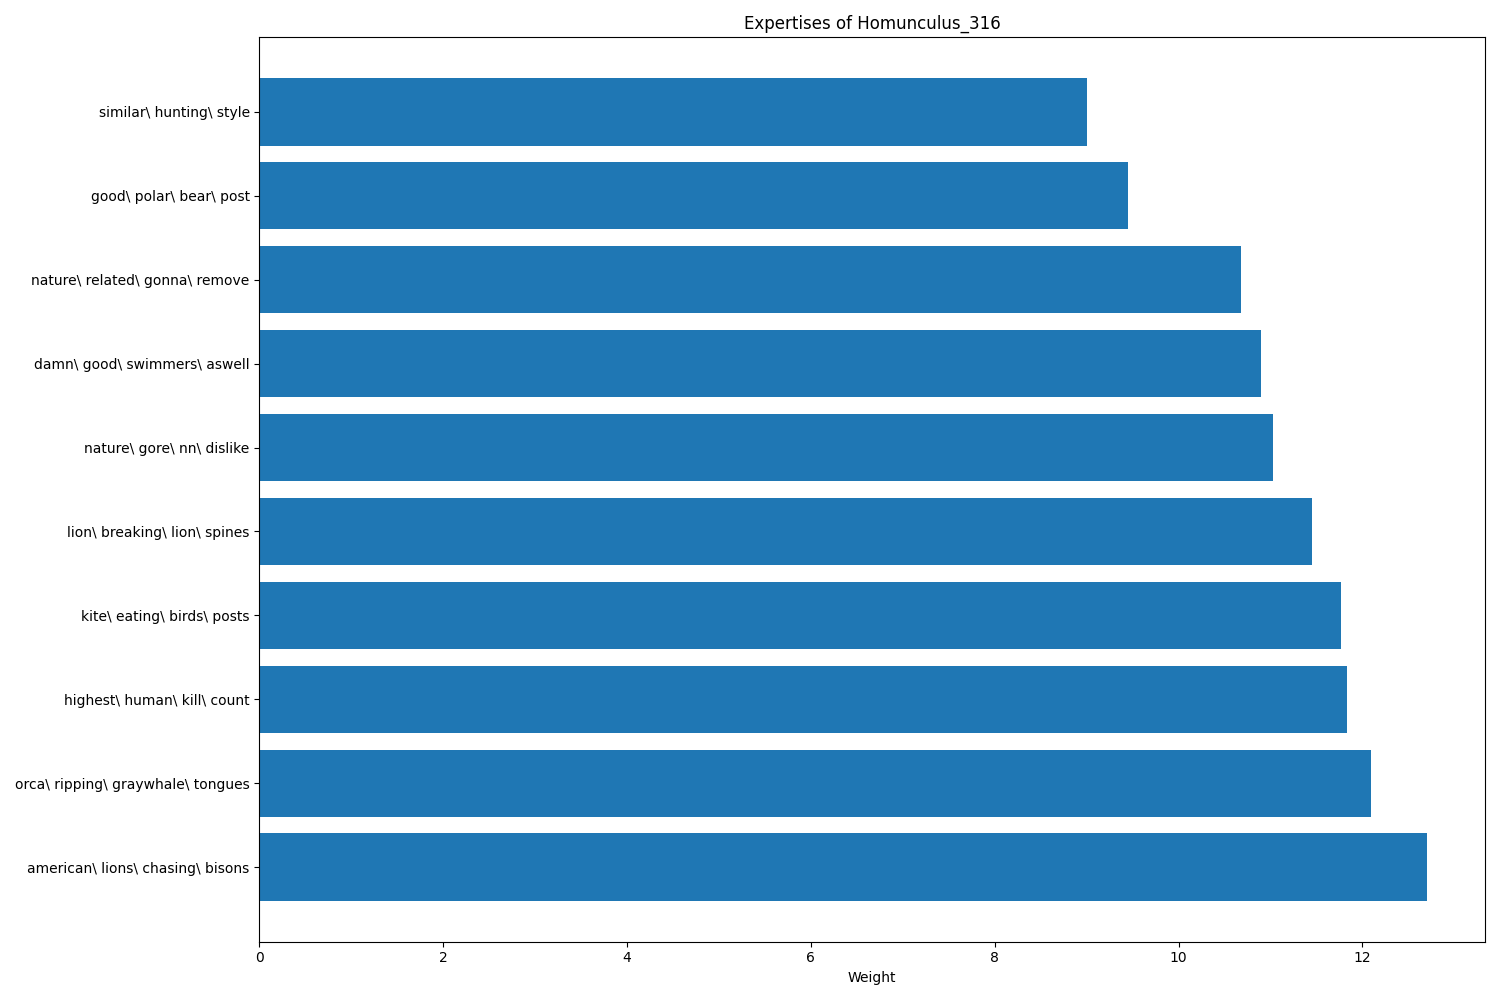 Expertises of Homunculus_316
similar\ hunting\ style
good\ polar\ bear\ post
nature\ related\ gonna\ remove
damn\ good\ swimmers\ aswell
nature\ gore\ nn\ dislike
lion\ breaking\ lion\ spines
kite\ eating\ birds\ posts
highest\ human\ kill\ count
orca\ ripping\ graywhale\ tongues
american\ lions\ chasing\ bisons
0 2 4 6 8 10 12
Weight